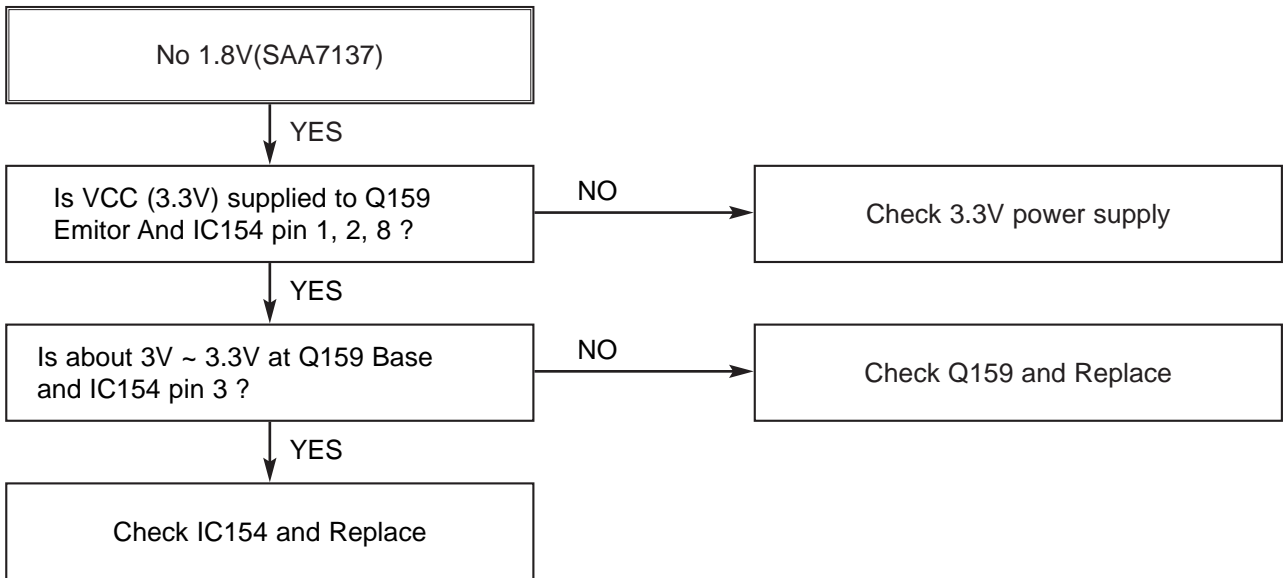 No 1.8V(SAA7137)
YES
Is VCC (3.3V) supplied to Q159
Emitor And IC154 pin 1, 2, 8 ?
NO
Check 3.3V power supply
YES
Is about 3V ~ 3.3V at Q159 Base
and IC154 pin 3 ?
NO
Check Q159 and Replace
YES
Check IC154 and Replace